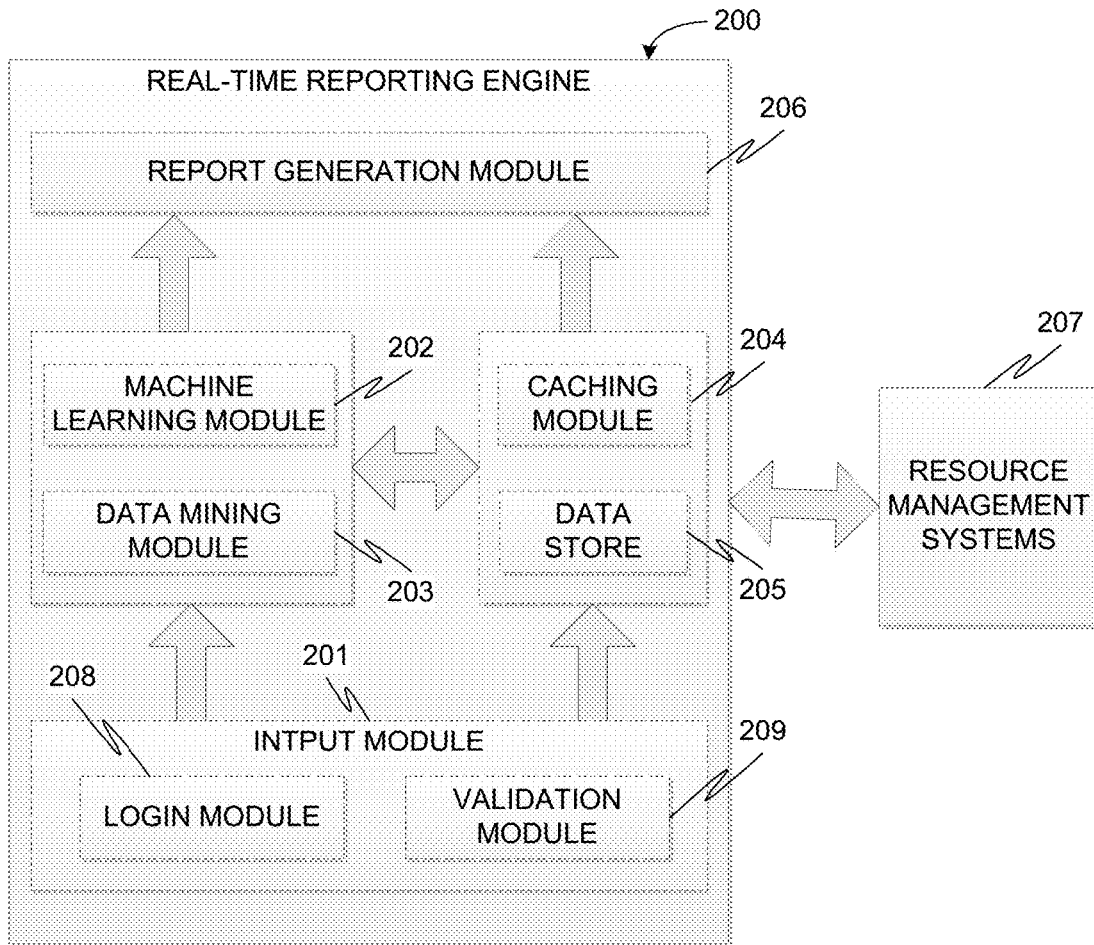 200
REAL-TIME REPORTING ENGINE
206
REPORT GENERATION MODULE
202
204
207
MACHINE
LEARNING MODULE
CACHING
MODULE
RESOURCE
MANAGEMENT
SYSTEMS
DATA MINING
MODULE
DATA
STORE
203
205
201
208
209
INTPUT MODULE
LOGIN MODULE
VALIDATION
MODULE